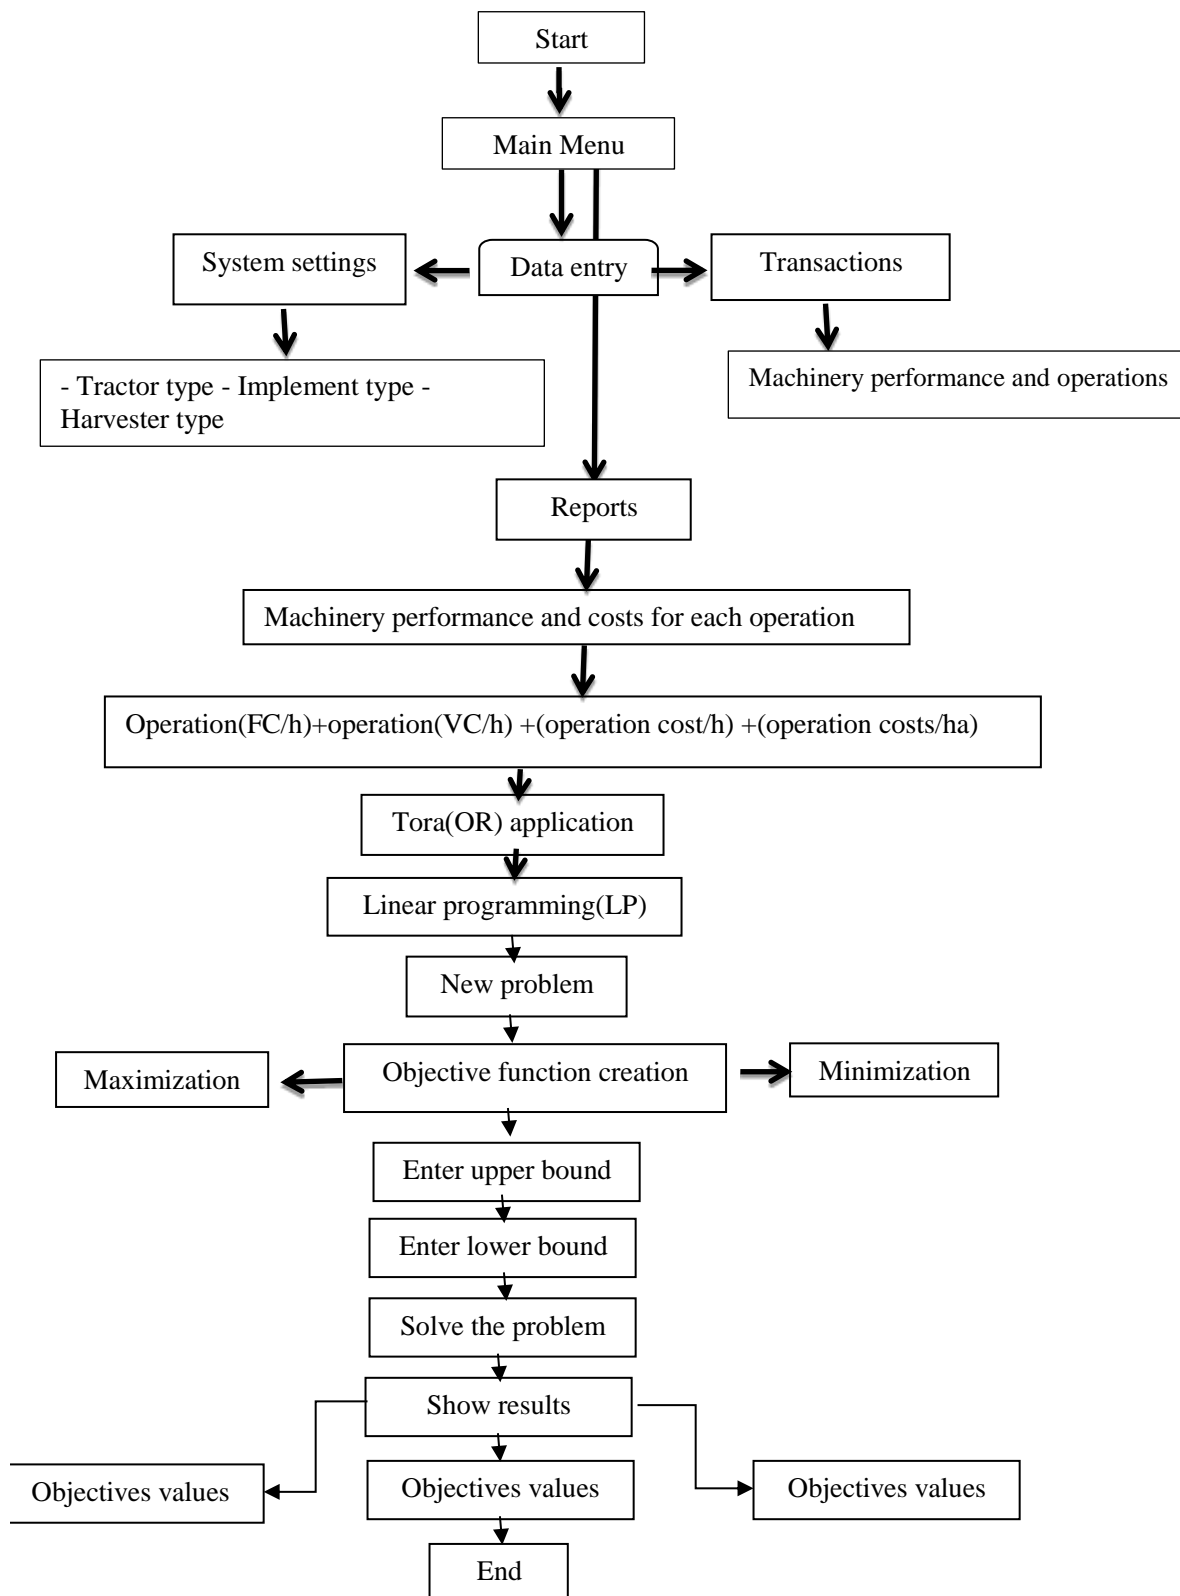 Start
Main Menu
System settings
Data entry
Transactions
- Tractor type - Implement type -
Harvester type
Machinery performance and operations
Reports
Machinery performance and costs for each operation
Operation(FC/h)+operation(VC/h) +(operation cost/h) +(operation costs/ha)
Tora(OR) application
Linear programming(LP)
New problem
Maximization
Objective function creation
Minimization
Enter upper bound
Enter lower bound
Solve the problem
Show results
Objectives values
Objectives values
Objectives values
End